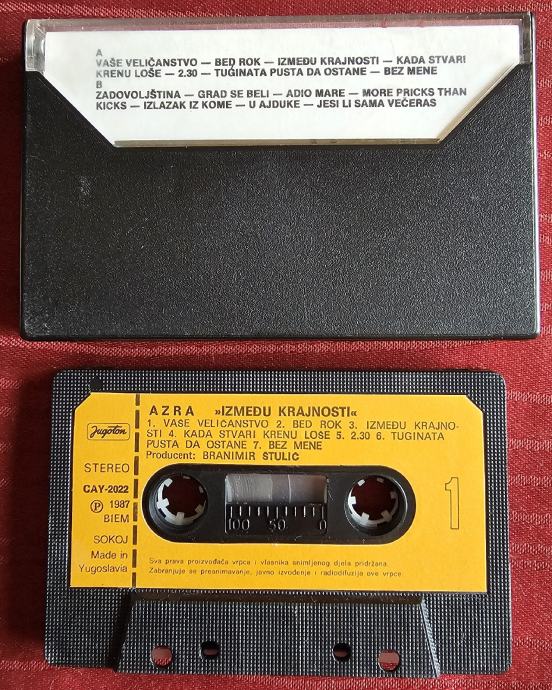 A
VAŠE VELIČANSTVO — BED ROK — IZMEĐU KRAJNOSTI — KADA STVARI
KRENU LOŠE — 2.30 — TUĞINATA PUSTA DA OSTANE — BEZ MENE
B
ZADOVOLJŠTINA — GRAD SE BELI — ADIO MARE — MORE PRICKS THAN
KICKS — IZLAZAK IZ KOME — U AJDUKE — JESI LI SAMA VEČERAS
AZRA »IZMEĐU KRAJNOSTI«
1. VAŠE VELIČANSTVO 2. BED ROK 3. IZMEĐU KRAJNO-
STI 4. KADA STVARI KRENU LOŠE 5. 2.30 6. TUĞINATA
PUSTA DA OSTANE 7. BEZ MENE
Producent: BRANIMIR ŠTULIĆ
Jugoton
STEREO
CAY-2022
Ⓟ 1987
BIEM
SOKOJ
Made in
Yugoslavia
100 50 0
1
Sva prava proizvođača vrpce i vlasnika snimljenog djela pridržana.
Zabranjuje se presnimavanje, javno izvođenje i radiodifuzija ove vrpce.